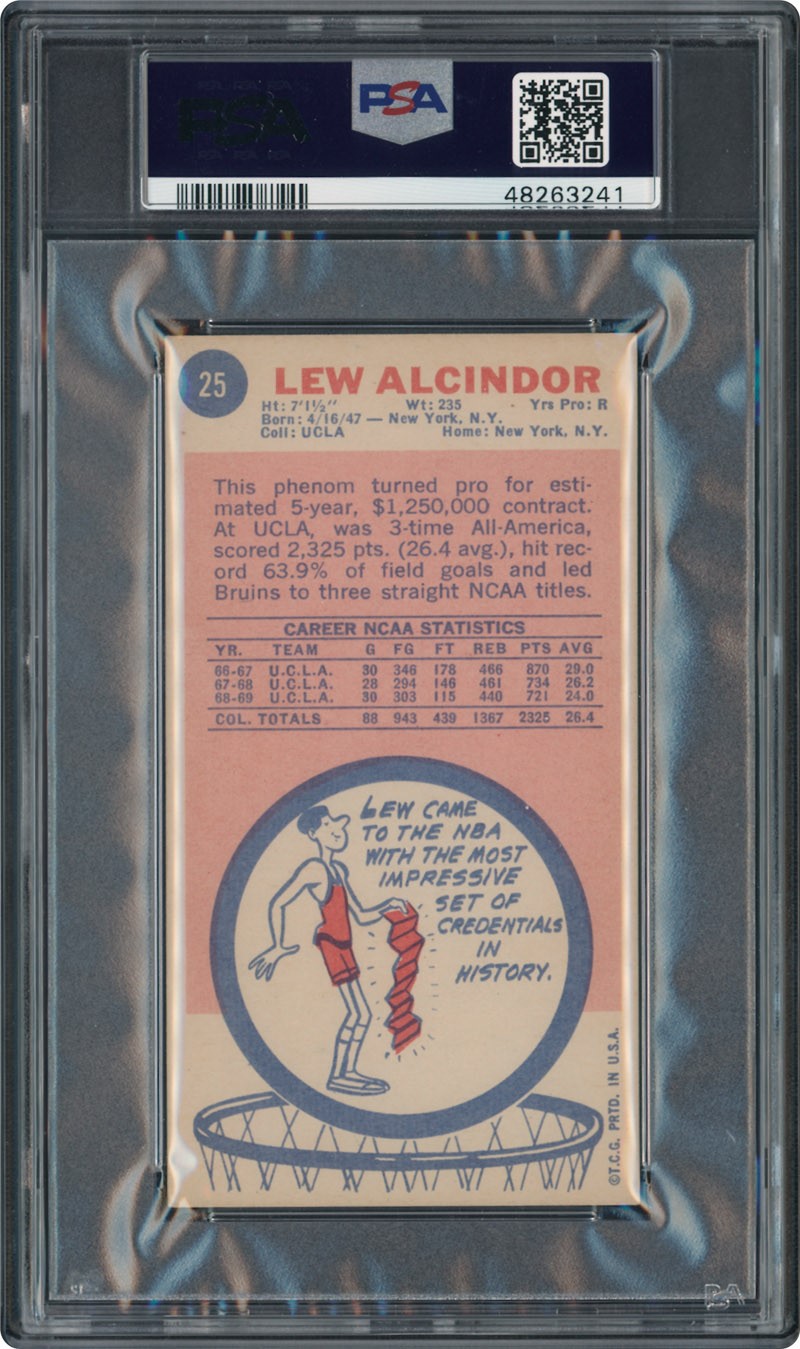 PSA
PSA
48263241
25
LEW ALCINDOR
Ht: 7'1½" Wt: 235 Yrs Pro: R
Born: 4/16/47 — New York, N.Y.
Coll: UCLA Home: New York, N.Y.
This phenom turned pro for esti-
mated 5-year, $1,250,000 contract.
At UCLA, was 3-time All-America,
scored 2,325 pts. (26.4 avg.), hit rec-
ord 63.9% of field goals and led
Bruins to three straight NCAA titles.
CAREER NCAA STATISTICS
YR. TEAM G FG FT REB PTS AVG
66-67 U.C.L.A. 30 346 178 466 870 29.0
67-68 U.C.L.A. 28 294 146 461 734 26.2
68-69 U.C.L.A. 30 303 115 440 721 24.0
COL. TOTALS 88 943 439 1367 2325 26.4
LEW CAME
TO THE NBA
WITH THE MOST
IMPRESSIVE
SET OF
CREDENTIALS
IN
HISTORY.
©T.C.G. PRTD. IN U.S.A.